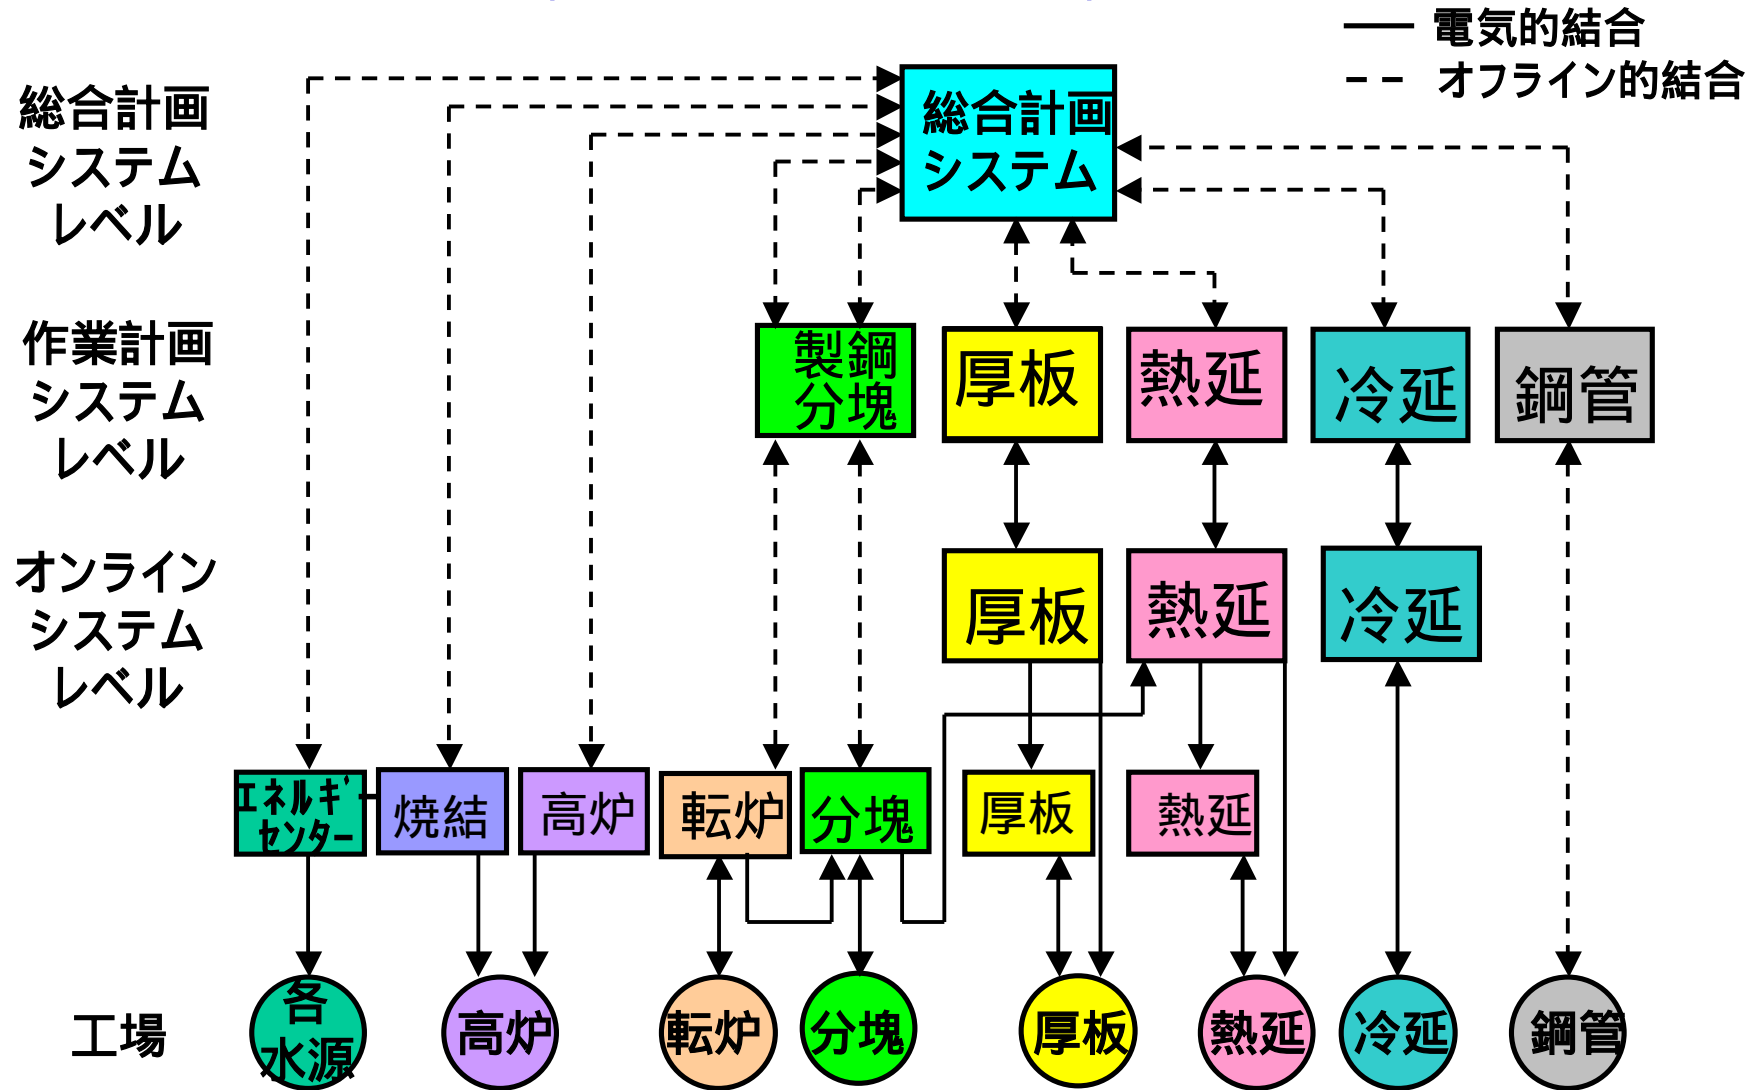 電気的結合
オフライン的結合
総合計画
システム
レベル
総合計画
システム
作業計画
システム
レベル
製鋼
分塊
厚板
熱延
冷延
鋼管
オンライン
システム
レベル
厚板
熱延
冷延
エネルギ
センター
焼結
高炉
転炉
分塊
厚板
熱延
工場
各
水源
高炉
転炉
分塊
厚板
熱延
冷延
鋼管